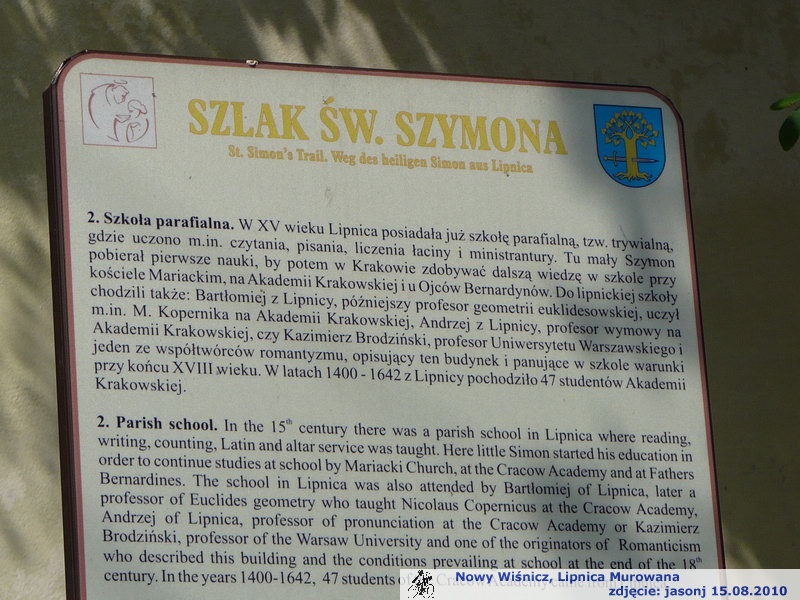 SZLAK ŚW. SZYMONA
St. Simon's Trail. Weg des heiligen Simon aus Lipnica
2. Szkoła parafialna. W XV wieku Lipnica posiadała już szkołę parafialną, tzw. trywialną,
gdzie uczono m.in. czytania, pisania, liczenia łaciny i ministrantury. Tu mały Szymon
pobierał pierwsze nauki, by potem w Krakowie zdobywać dalszą wiedzę w szkole przy
kościele Mariackim, na Akademii Krakowskiej i u Ojców Bernardynów. Do lipnickiej szkoły
chodzili także: Bartłomiej z Lipnicy, późniejszy profesor geometrii euklidesowskiej, uczył
m.in. M. Kopernika na Akademii Krakowskiej, Andrzej z Lipnicy, profesor wymowy na
Akademii Krakowskiej, czy Kazimierz Brodziński, profesor Uniwersytetu Warszawskiego i
jeden ze współtwórców romantyzmu, opisujący ten budynek i panujące w szkole warunki
przy końcu XVIII wieku. W latach 1400 - 1642 z Lipnicy pochodziło 47 studentów Akademii
Krakowskiej.
2. Parish school. In the 15th century there was a parish school in Lipnica where reading,
writing, counting, Latin and altar service was taught. Here little Simon started his education in
order to continue studies at school by Mariacki Church, at the Cracow Academy and at Fathers
Bernardines. The school in Lipnica was also attended by Bartłomiej of Lipnica, later a
professor of Euclides geometry who taught Nicolaus Copernicus at the Cracow Academy,
Andrzej of Lipnica, professor of pronunciation at the Cracow Academy or Kazimierz
Brodziński, professor of the Warsaw University and one of the originators of Romanticism
who described this building and the conditions prevailing at school at the end of the 18th
century. In the years 1400-1642, 47 students of
Nowy Wiśnicz, Lipnica Murowana
zdjęcie: jasonj 15.08.2010